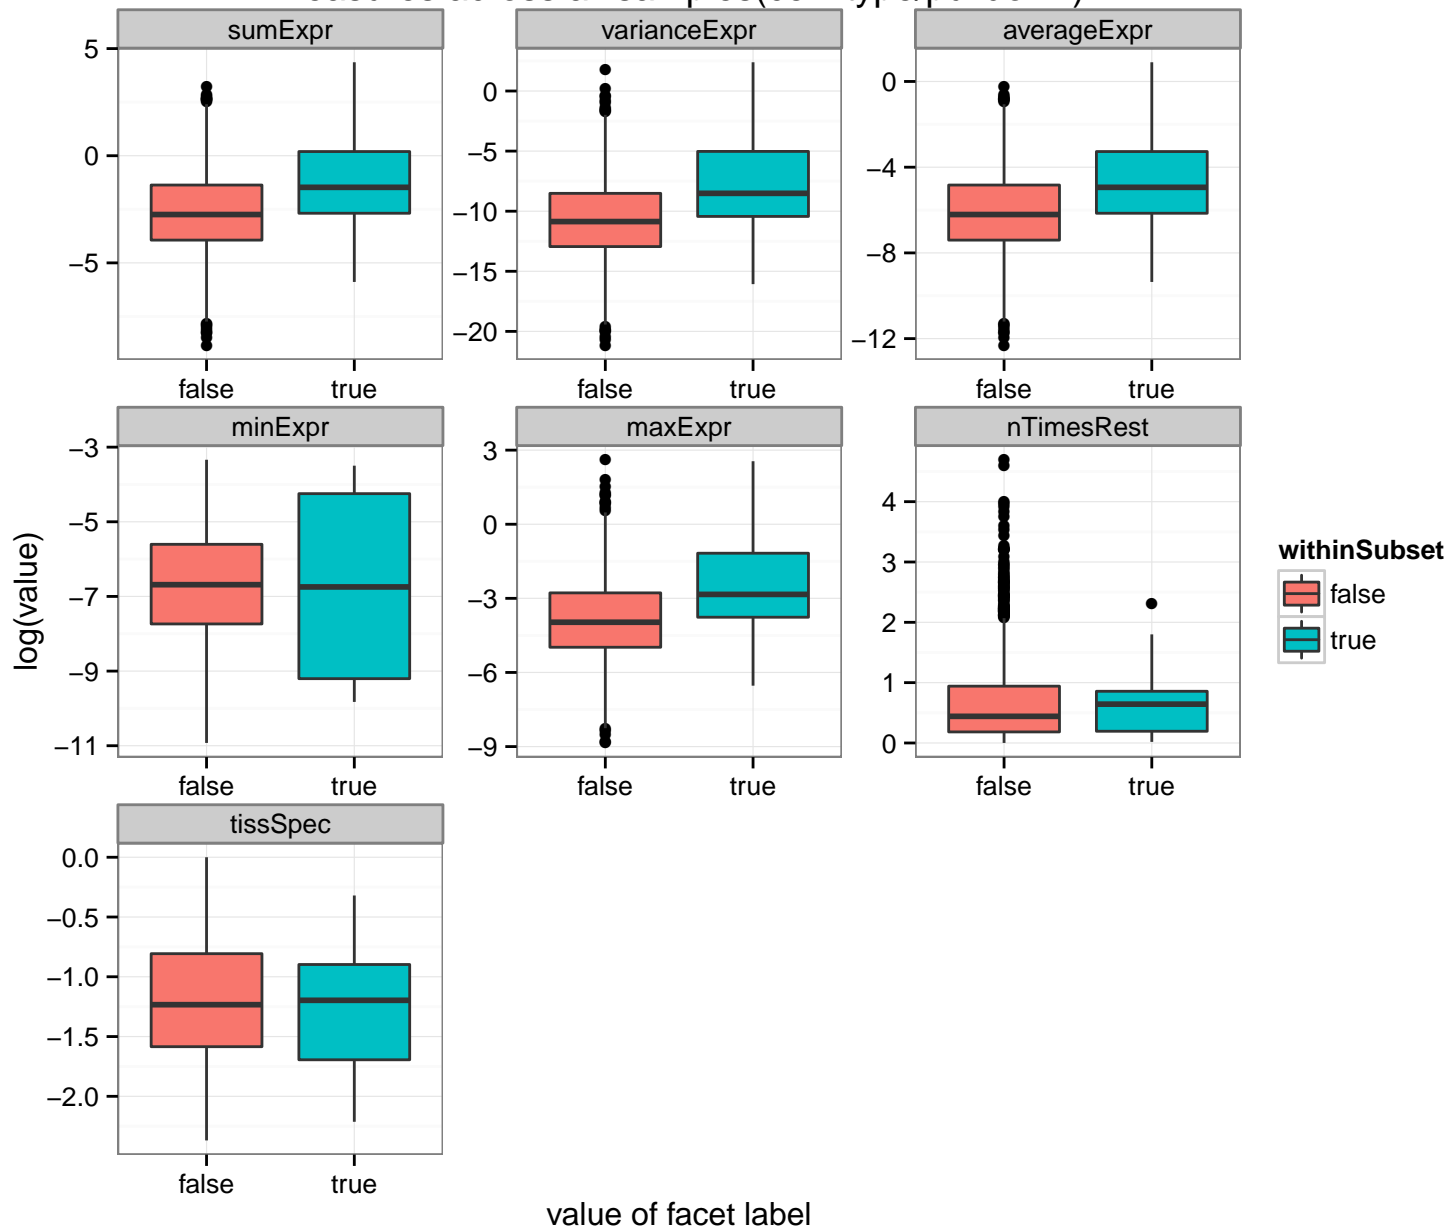 across
sumExpr varianceExpr averageExpr
5 0 −5
0 −5 −10 −15 −20
0 −4 −8 −12
false true false true false true
minExpr maxExpr nTimesRest
−3 −5 −7 −9 −11
3 0 −3 −6 −9
4 3 2 1 0
false true false true false true
tissSpec
0.0 −0.5 −1.0 −1.5 −2.0
false true
log(value)
value of facet label
withinSubset
false
true